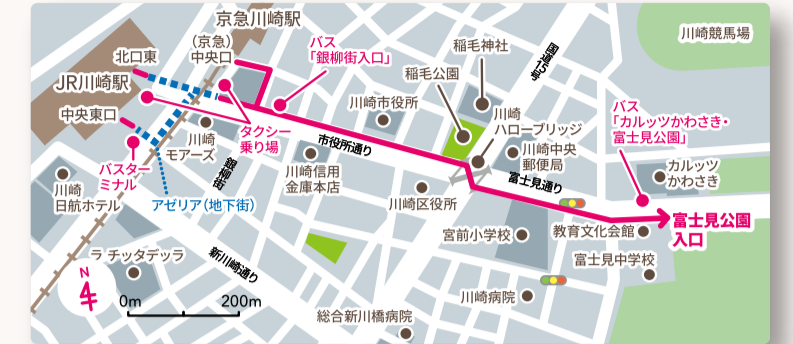 京急川崎駅
(京急)
中央口
北口東
JR川崎駅
中央東口
バス
「銀柳街入口」
稲毛神社
稲毛公園
国道15号
川崎競馬場
川崎市役所
川崎
ハローブリッジ
川崎中央
郵便局
バス
「カルッツかわさき・
富士見公園」
カルッツ
かわさき
タクシー
乗り場
川崎
モアーズ
市役所通り
銀柳街
川崎信用
金庫本店
バスター
ミナル
川崎
日航ホテル
アゼリア(地下街)
川崎区役所
富士見通り
富士見公園
入口
宮前小学校
教育文化会館
富士見中学校
ラ チッタデッラ
新川崎通り
川崎病院
総合新川橋病院
N
0m
200m